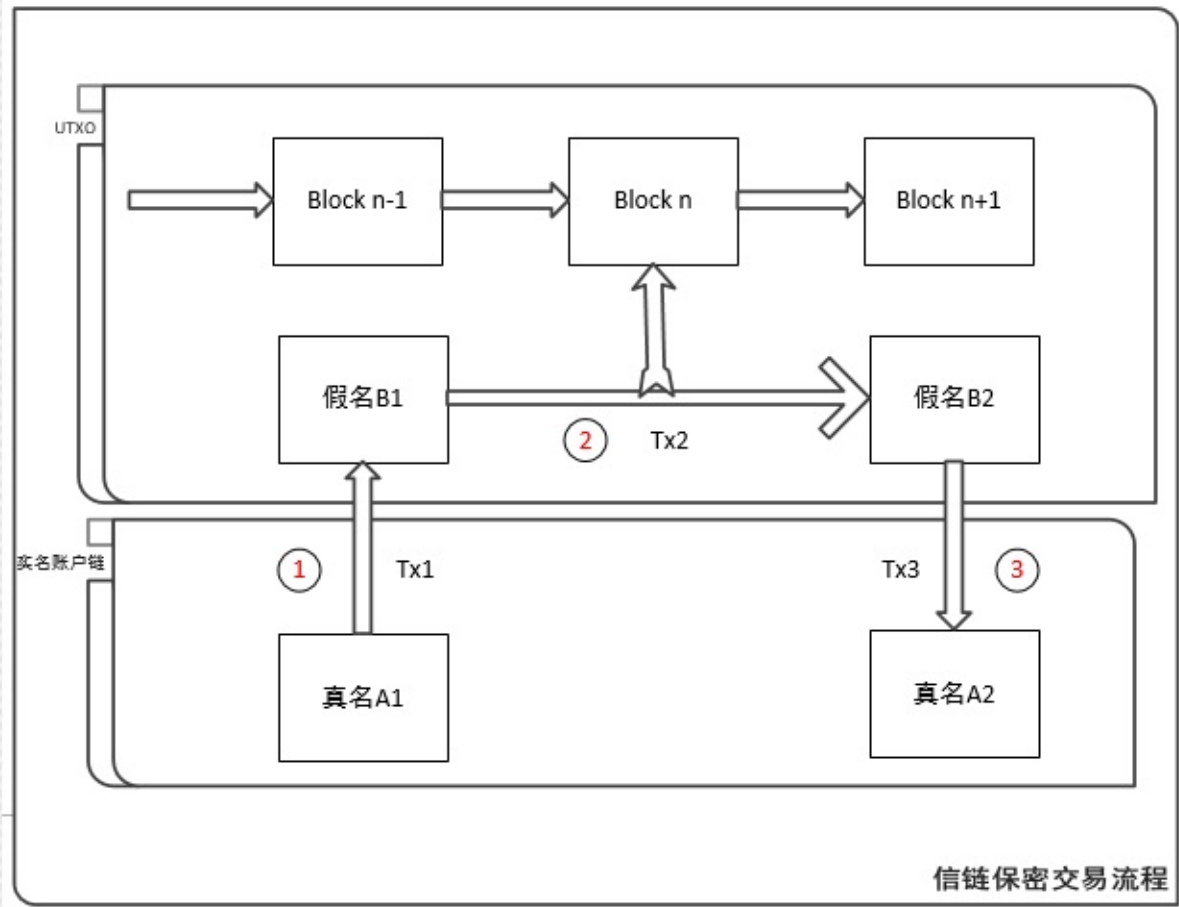 UTXO
Block n-1
Block n
Block n+1
假名B1
假名B2
2
Tx2
实名账户链
1
Tx1
Tx3
3
真名A1
真名A2
信链保密交易流程